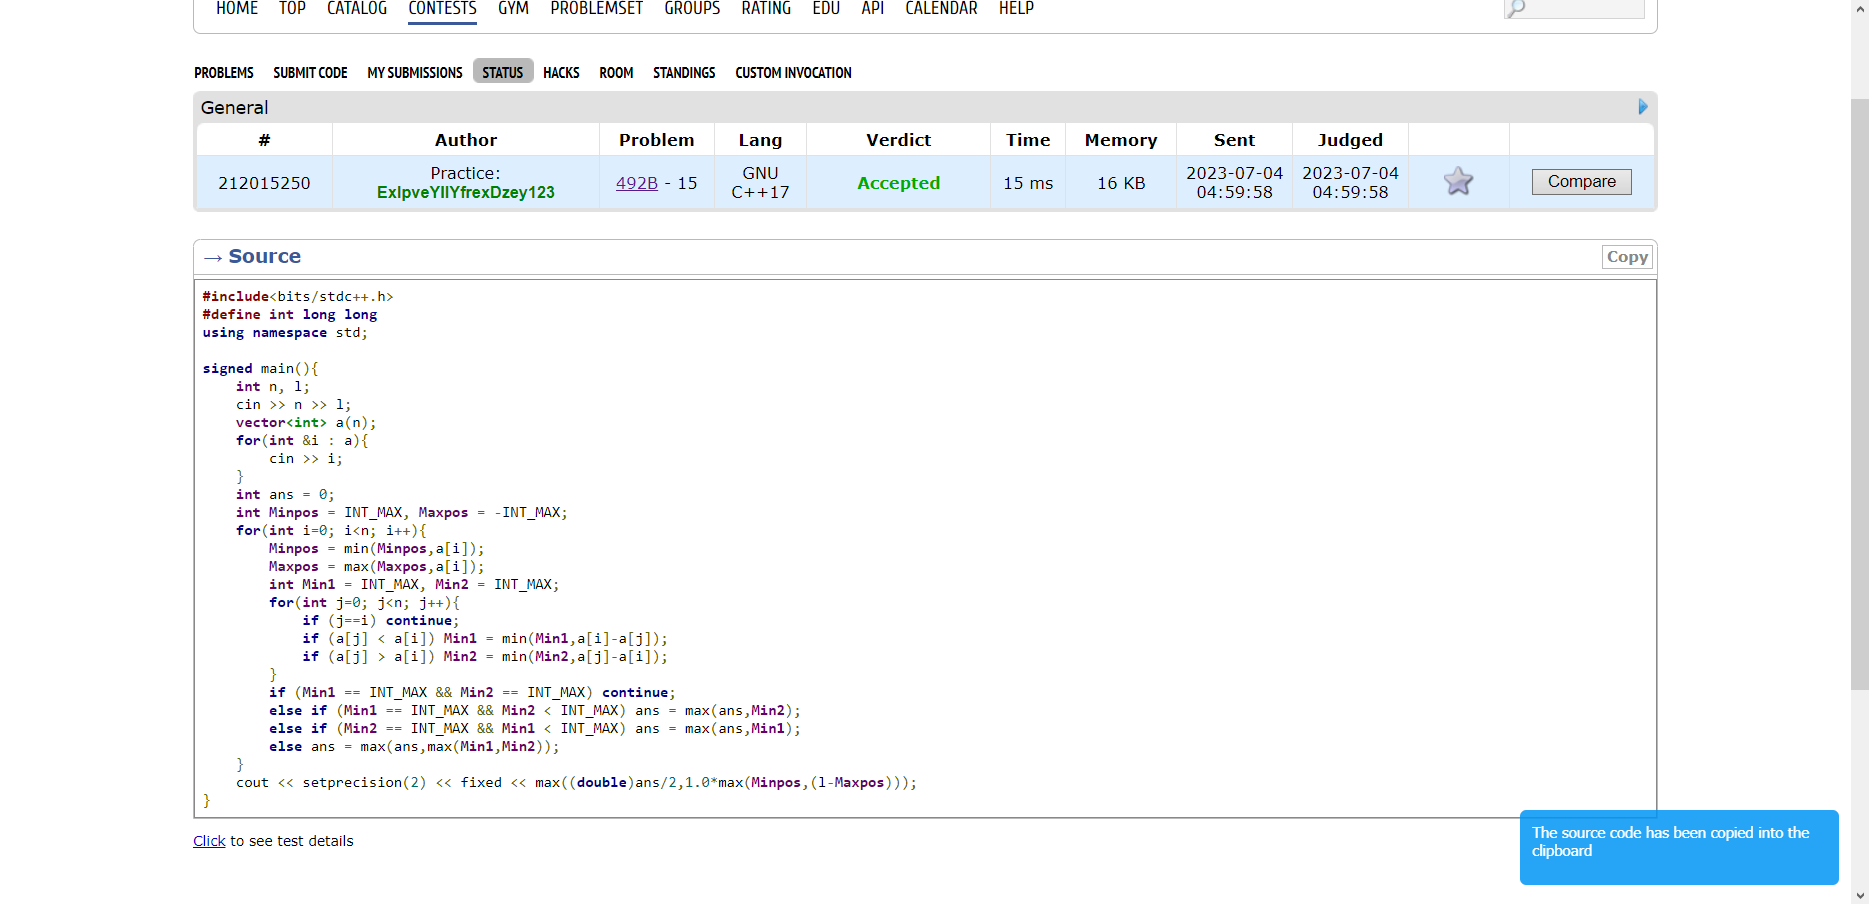 HOME TOP CATALOG CONTESTS GYM PROBLEMSET GROUPS RATING EDU API CALENDAR HELP
PROBLEMS SUBMIT CODE MY SUBMISSIONS STATUS HACKS ROOM STANDINGS CUSTOM INVOCATION
General
# Author Problem Lang Verdict Time Memory Sent Judged
212015250 Practice: ExlpveYllYfrexDzey123 492B - 15 GNU C++17 Accepted 15 ms 16 KB 2023-07-04 04:59:58 2023-07-04 04:59:58 Compare
→ Source Copy
#include<bits/stdc++.h>
#define int long long
using namespace std;
signed main(){
    int n, l;
    cin >> n >> l;
    vector<int> a(n);
    for(int &i : a){
        cin >> i;
    }
    int ans = 0;
    int Minpos = INT_MAX, Maxpos = -INT_MAX;
    for(int i=0; i<n; i++){
        Minpos = min(Minpos,a[i]);
        Maxpos = max(Maxpos,a[i]);
        int Min1 = INT_MAX, Min2 = INT_MAX;
        for(int j=0; j<n; j++){
            if (j==i) continue;
            if (a[j] < a[i]) Min1 = min(Min1,a[i]-a[j]);
            if (a[j] > a[i]) Min2 = min(Min2,a[j]-a[i]);
        }
        if (Min1 == INT_MAX && Min2 == INT_MAX) continue;
        else if (Min1 == INT_MAX && Min2 < INT_MAX) ans = max(ans,Min2);
        else if (Min2 == INT_MAX && Min1 < INT_MAX) ans = max(ans,Min1);
        else ans = max(ans,max(Min1,Min2));
    }
    cout << setprecision(2) << fixed << max((double)ans/2,1.0*max(Minpos,(l-Maxpos)));
}
Click to see test details
The source code has been copied into the
clipboard